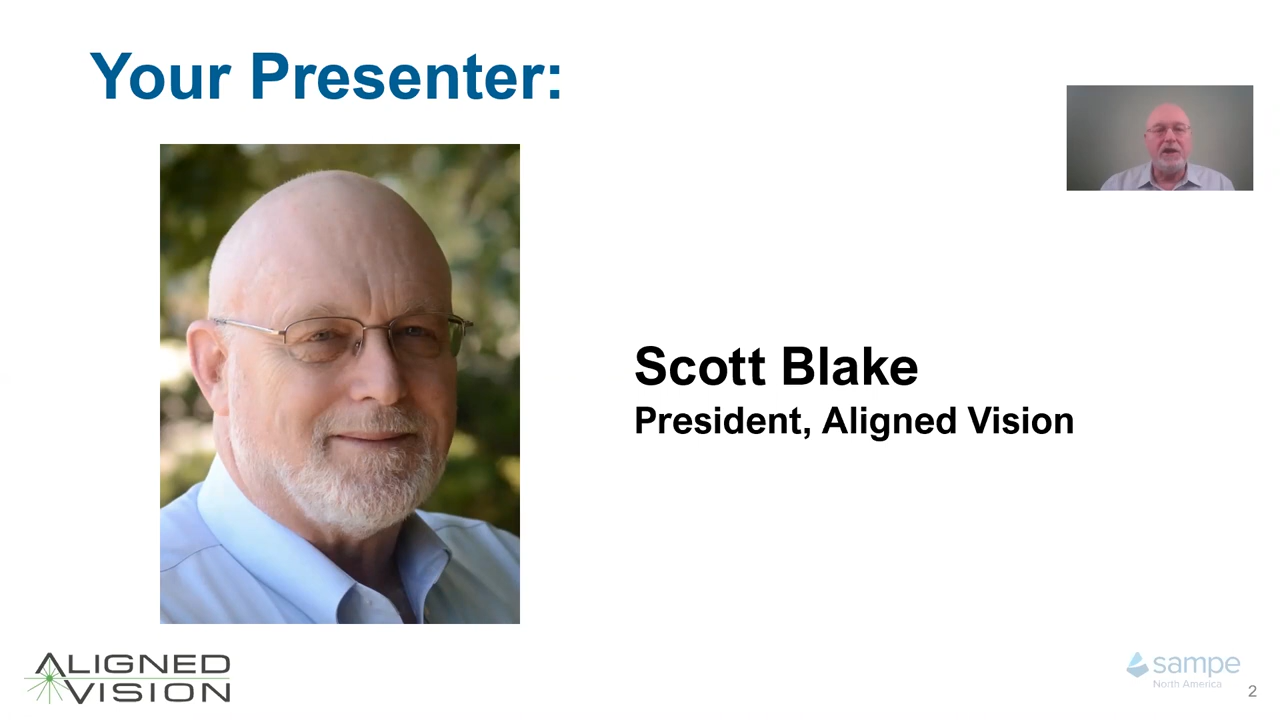 Your Presenter:
Scott Blake
President, Aligned Vision
ALIGNED
VISION
sampe
North America
2